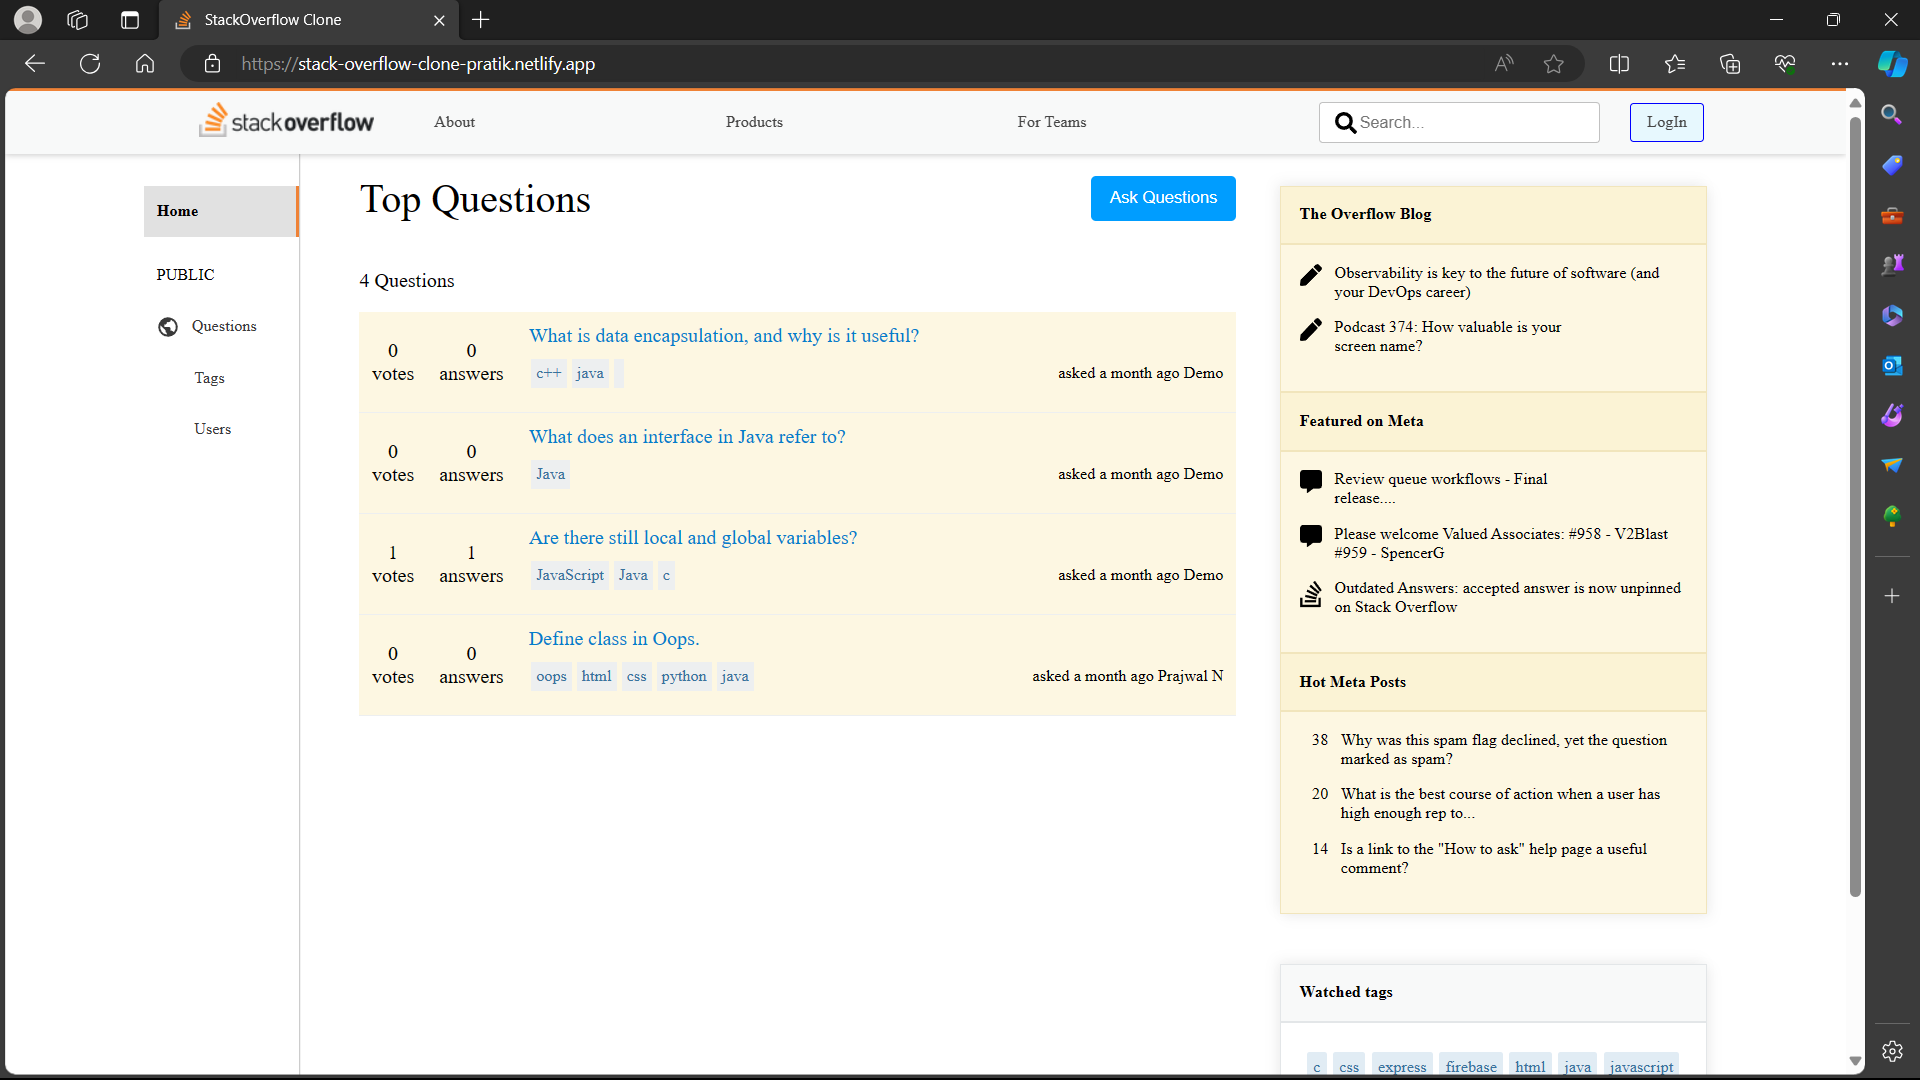 StackOverflow Clone
https://stack-overflow-clone-pratik.netlify.app
stackoverflow
About
Products
For Teams
Search...
LogIn
Home
PUBLIC
Questions
Tags
Users
Top Questions
Ask Questions
4 Questions
0 votes
0 answers
What is data encapsulation, and why is it useful?
c++ java
asked a month ago Demo
0 votes
0 answers
What does an interface in Java refer to?
Java
asked a month ago Demo
1 votes
1 answers
Are there still local and global variables?
JavaScript Java c
asked a month ago Demo
0 votes
0 answers
Define class in Oops.
oops html css python java
asked a month ago Prajwal N
The Overflow Blog
Observability is key to the future of software (and
your DevOps career)
Podcast 374: How valuable is your
screen name?
Featured on Meta
Review queue workflows - Final
release....
Please welcome Valued Associates: #958 - V2Blast
#959 - SpencerG
Outdated Answers: accepted answer is now unpinned
on Stack Overflow
Hot Meta Posts
38 Why was this spam flag declined, yet the question
marked as spam?
20 What is the best course of action when a user has
high enough rep to...
14 Is a link to the "How to ask" help page a useful
comment?
Watched tags
c css express firebase html java javascript